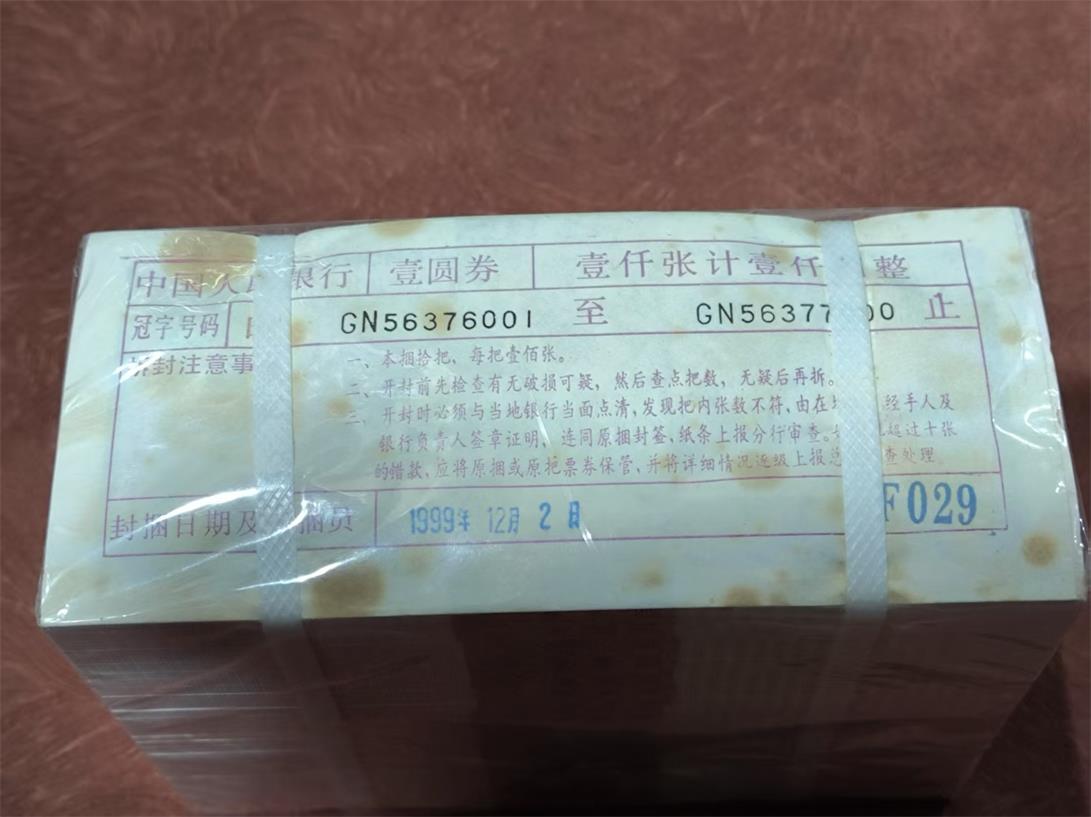 中国人民银行 壹圆券 壹仟张计壹仟 整
冠字号码 GN56376001 至 GN56377 00 止
拆封注意事
一、本捆拾把、每把壹佰张。
二、开封前先检查有无破损可疑，然后查点把数，无疑后再拆。
三、开封时必须与当地银行当面点清，发现把内张数不符，由在 经手人及
银行负责人签章证明、连同原捆封签、纸条上报分行审查。 超过十张
的错款，应将原捆或原把票券保管，并将详细情况逐级上报总 查处理
封捆日期及 捆员 1999年 12月 2日 F029